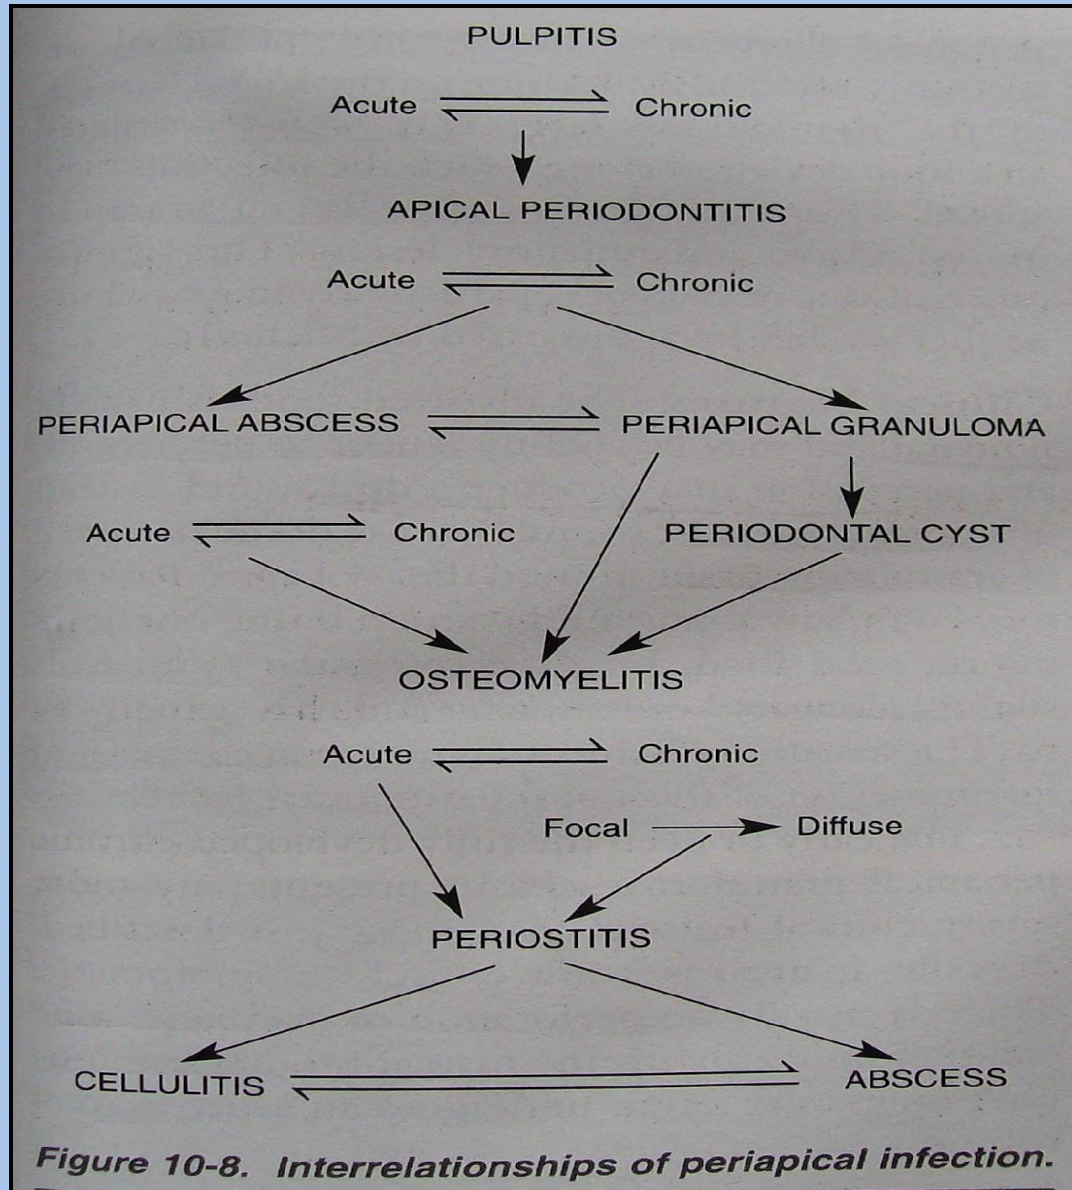 PULPITIS
Acute Chronic
APICAL PERIODONTITIS
Acute Chronic
PERIAPICAL ABSCESS PERIAPICAL GRANULOMA
Acute Chronic PERIODONTAL CYST
OSTEOMYELITIS
Acute Chronic
Focal Diffuse
PERIOSTITIS
CELLULITIS ABSCESS
Figure 10-8. Interrelationships of periapical infection.